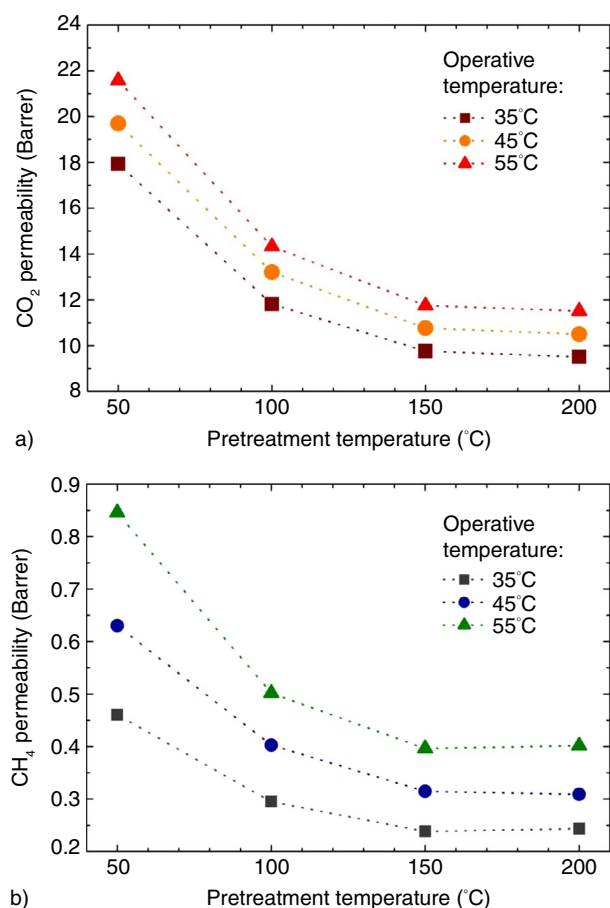 24
22
20
18
16
14
12
10
8
CO2 permeability (Barrer)
Operative
temperature:
35°C
45°C
55°C
50
100
150
200
a)
Pretreatment temperature (°C)
0.9
0.8
0.7
0.6
0.5
0.4
0.3
0.2
CH4 permeability (Barrer)
Operative
temperature:
35°C
45°C
55°C
50
100
150
200
b)
Pretreatment temperature (°C)